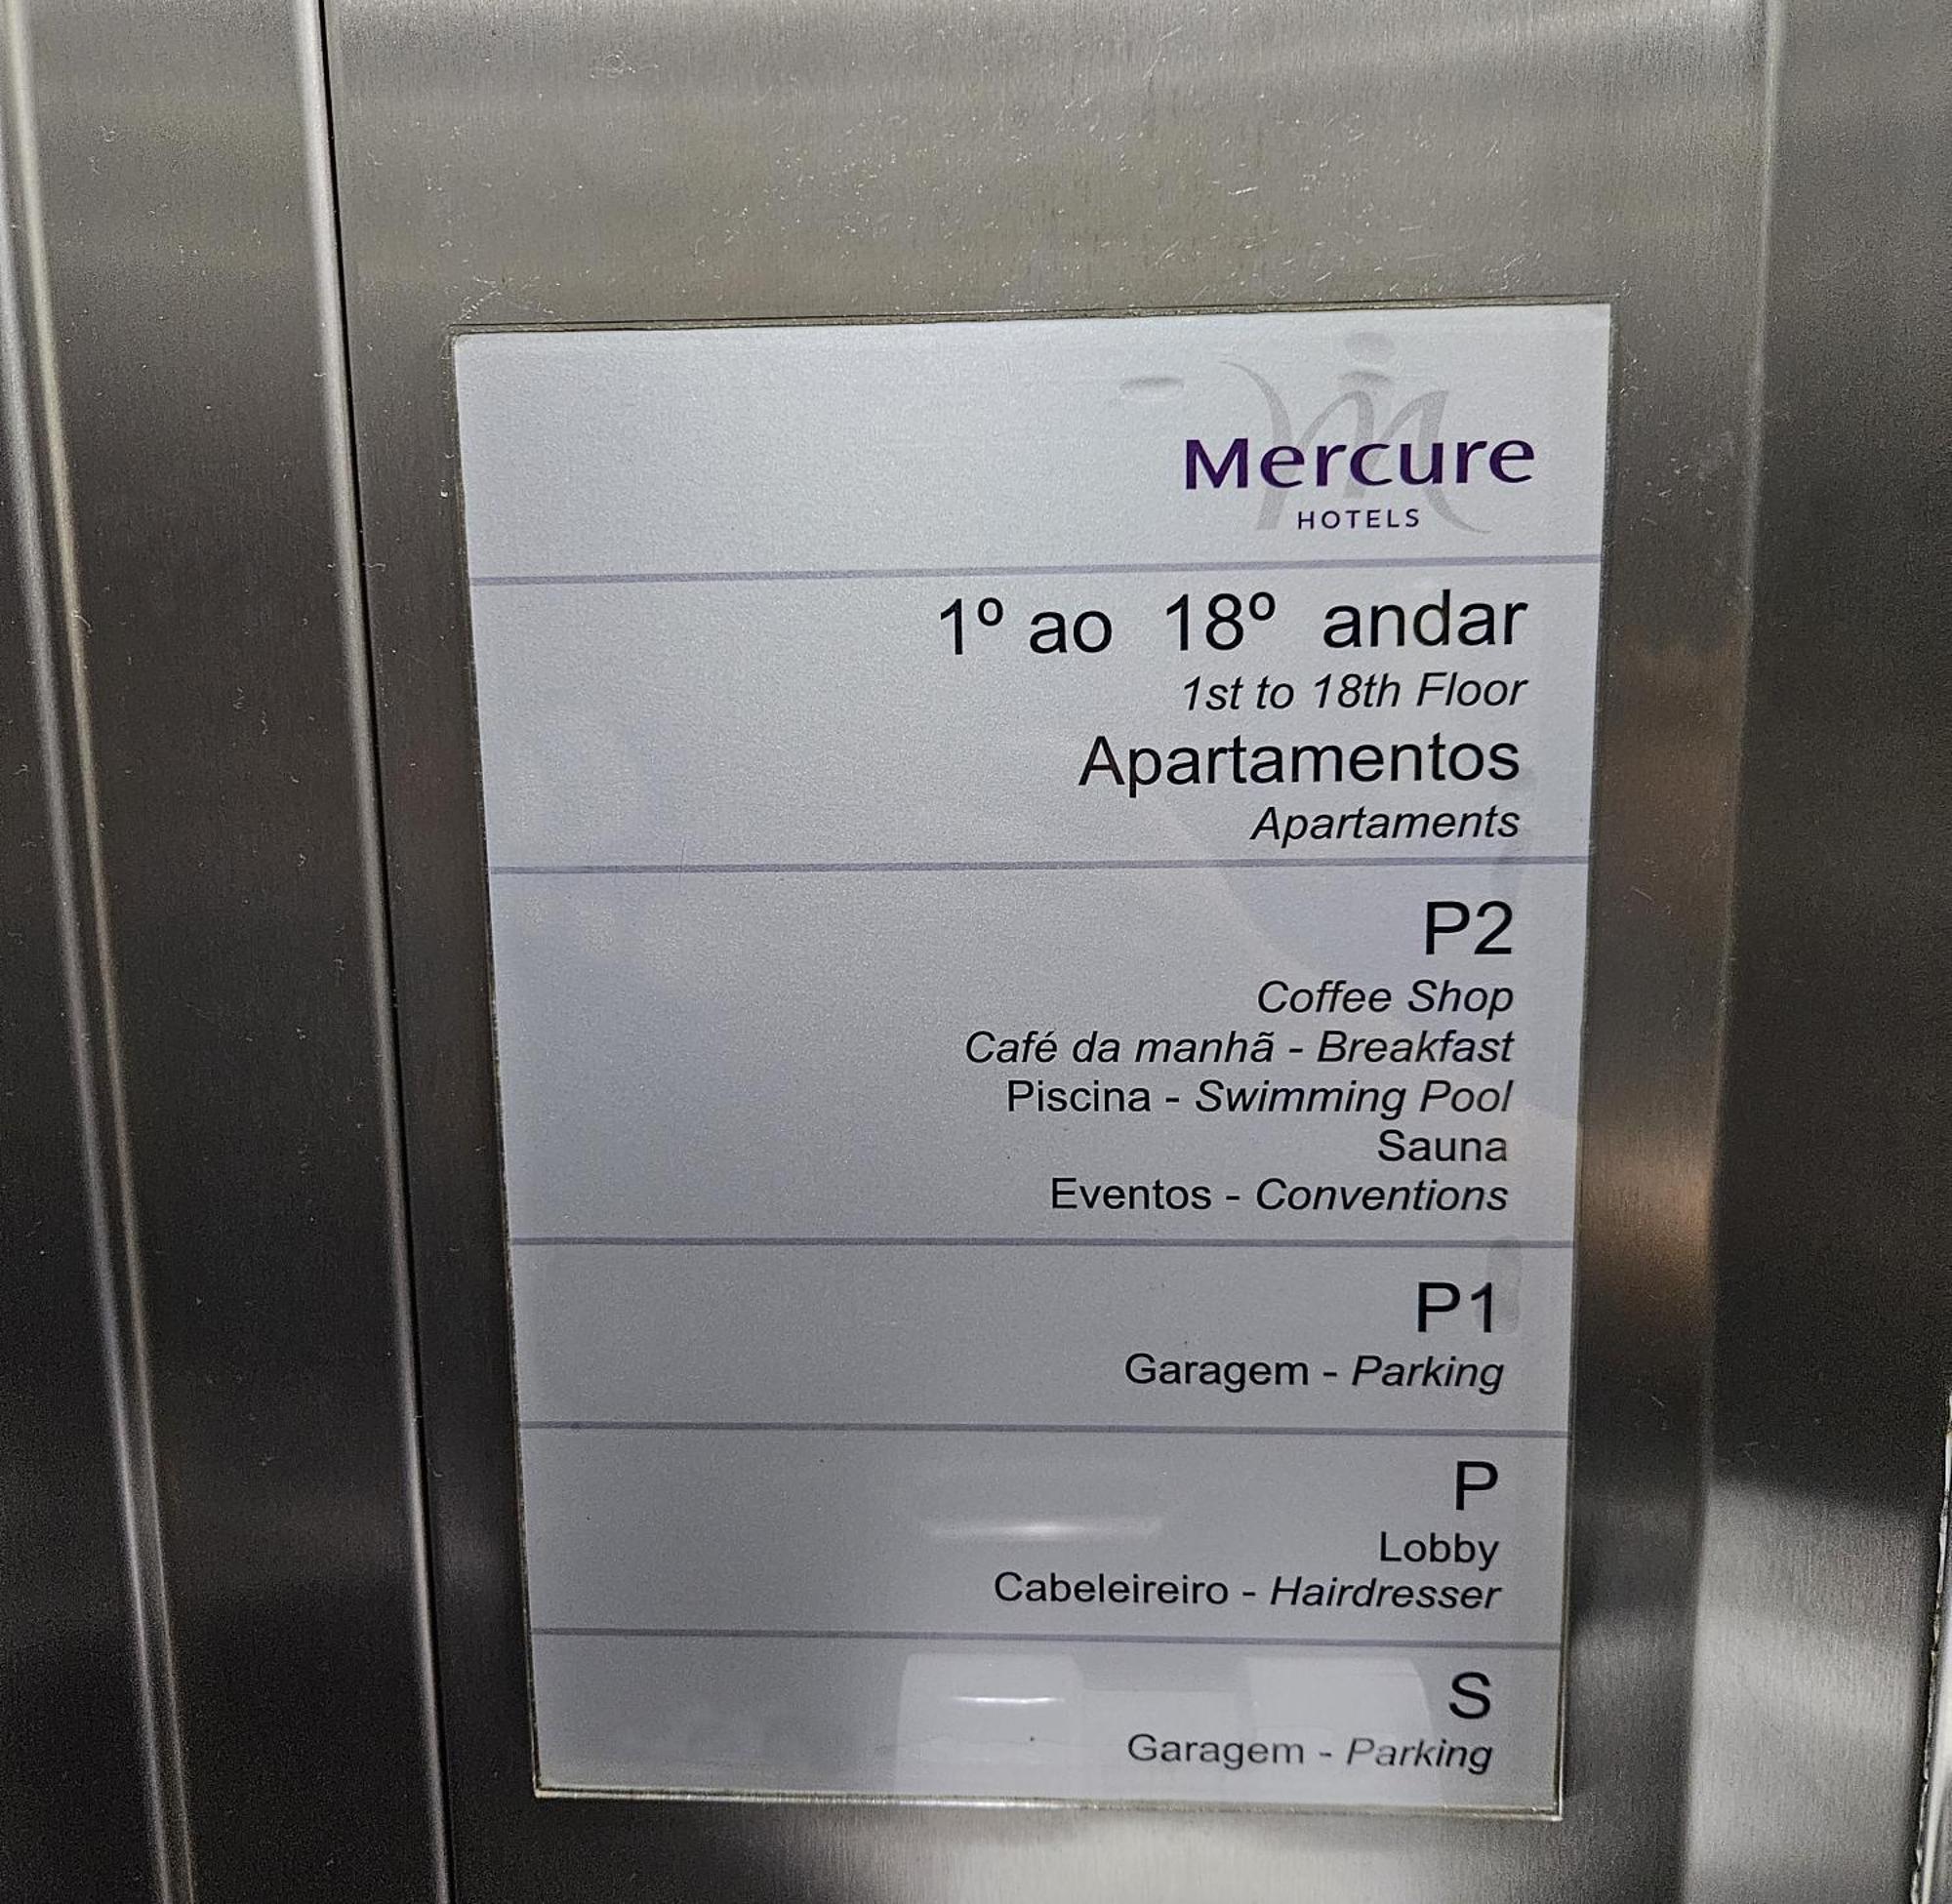 Mercure
HOTELS
1º ao 18º andar
1st to 18th Floor
Apartamentos
Apartaments
P2
Coffee Shop
Café da manhã - Breakfast
Piscina - Swimming Pool
Sauna
Eventos - Conventions
P1
Garagem - Parking
P
Lobby
Cabeleireiro - Hairdresser
S
Garagem - Parking